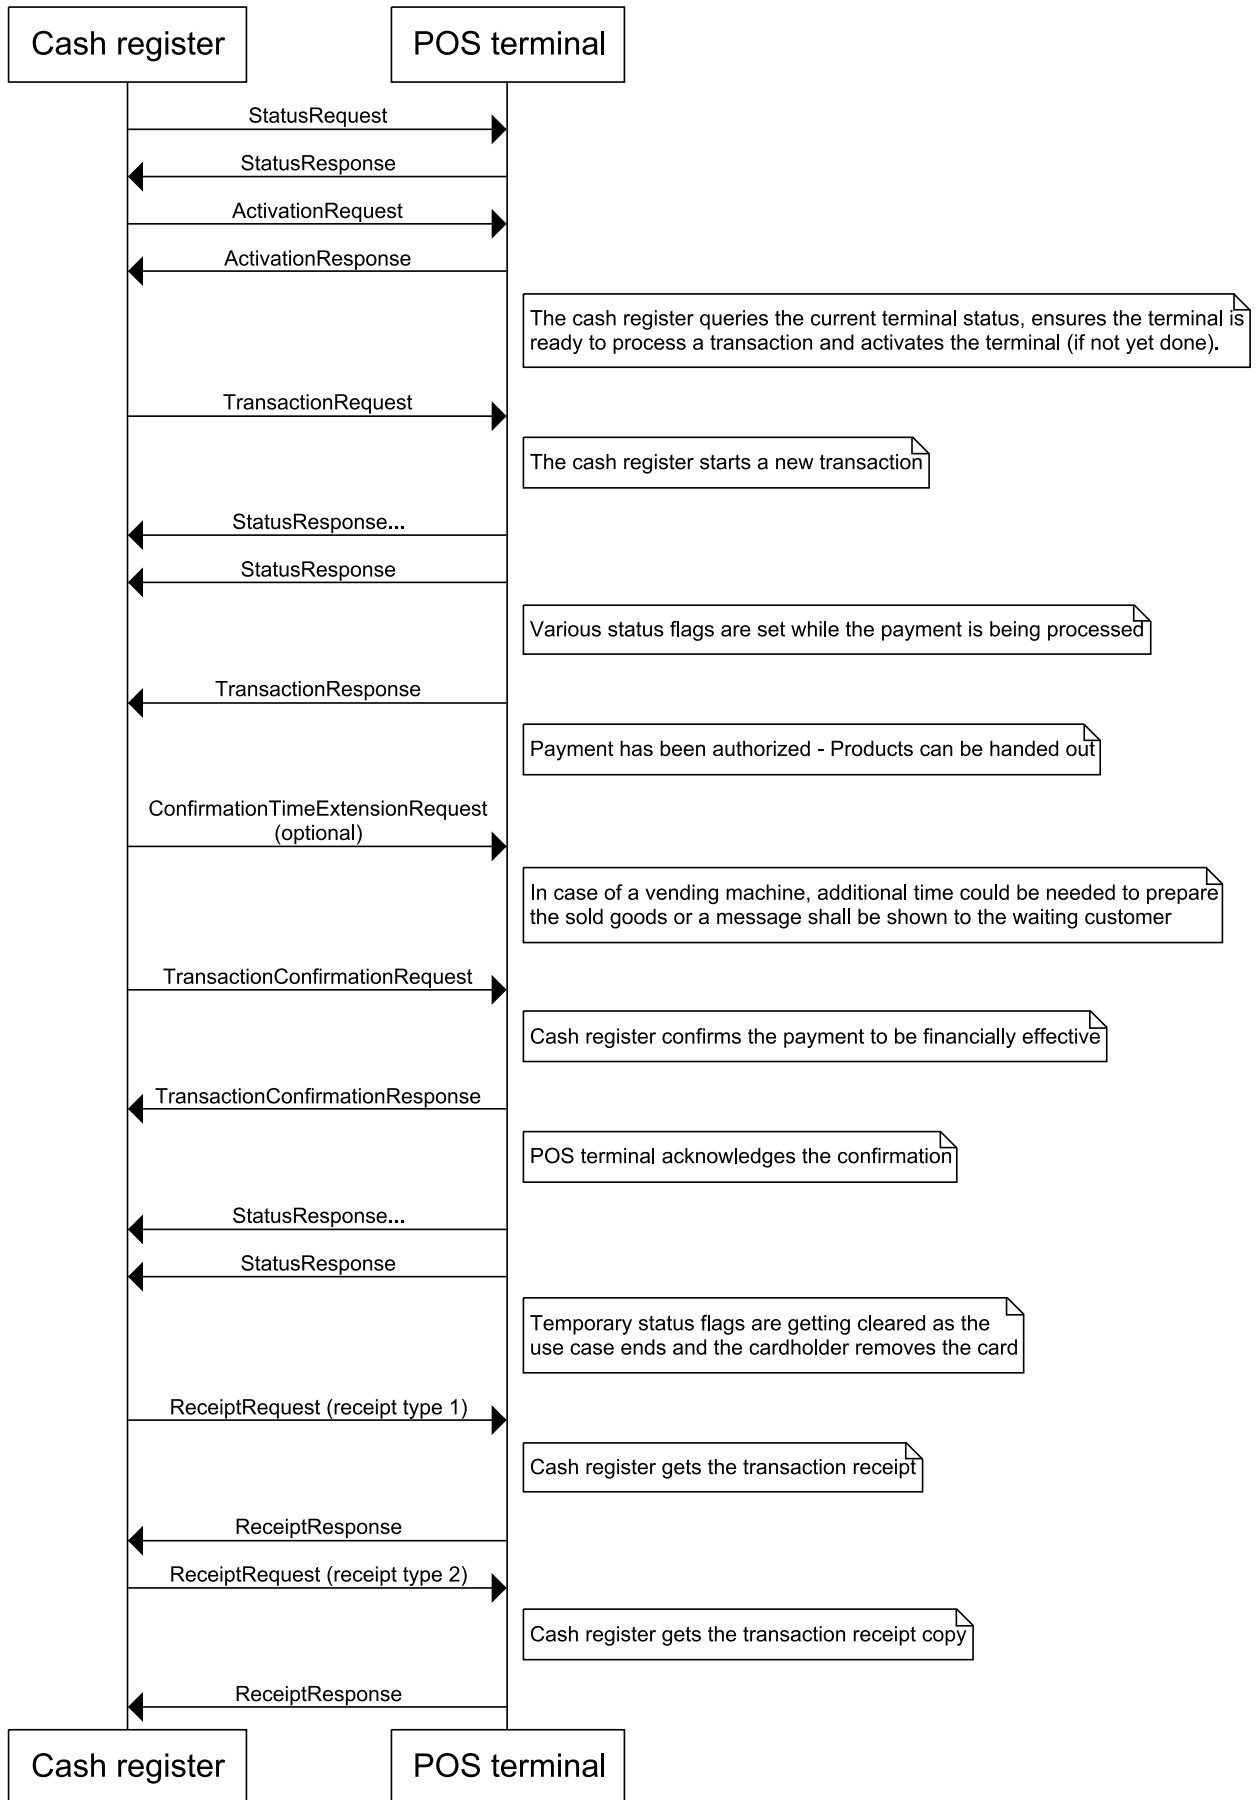 Cash register
POS terminal
StatusRequest
StatusResponse
ActivationRequest
ActivationResponse
The cash register queries the current terminal status, ensures the terminal is
ready to process a transaction and activates the terminal (if not yet done).
TransactionRequest
The cash register starts a new transaction
StatusResponse...
StatusResponse
Various status flags are set while the payment is being processed
TransactionResponse
Payment has been authorized - Products can be handed out
ConfirmationTimeExtensionRequest
(optional)
In case of a vending machine, additional time could be needed to prepare
the sold goods or a message shall be shown to the waiting customer
TransactionConfirmationRequest
Cash register confirms the payment to be financially effective
TransactionConfirmationResponse
POS terminal acknowledges the confirmation
StatusResponse...
StatusResponse
Temporary status flags are getting cleared as the
use case ends and the cardholder removes the card
ReceiptRequest (receipt type 1)
Cash register gets the transaction receipt
ReceiptResponse
ReceiptRequest (receipt type 2)
Cash register gets the transaction receipt copy
ReceiptResponse
Cash register
POS terminal